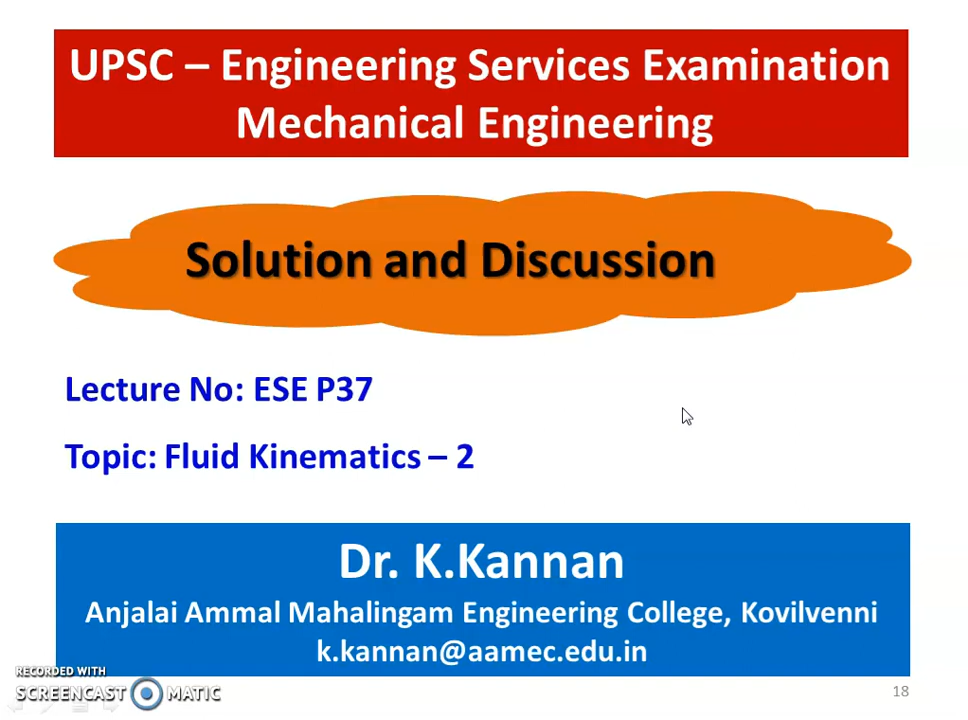 UPSC – Engineering Services Examination
Mechanical Engineering
Solution and Discussion
Lecture No: ESE P37
Topic: Fluid Kinematics – 2
Dr. K.Kannan
Anjalai Ammal Mahalingam Engineering College, Kovilvenni
k.kannan@aamec.edu.in
RECORDED WITH
SCREENCAST MATIC
18